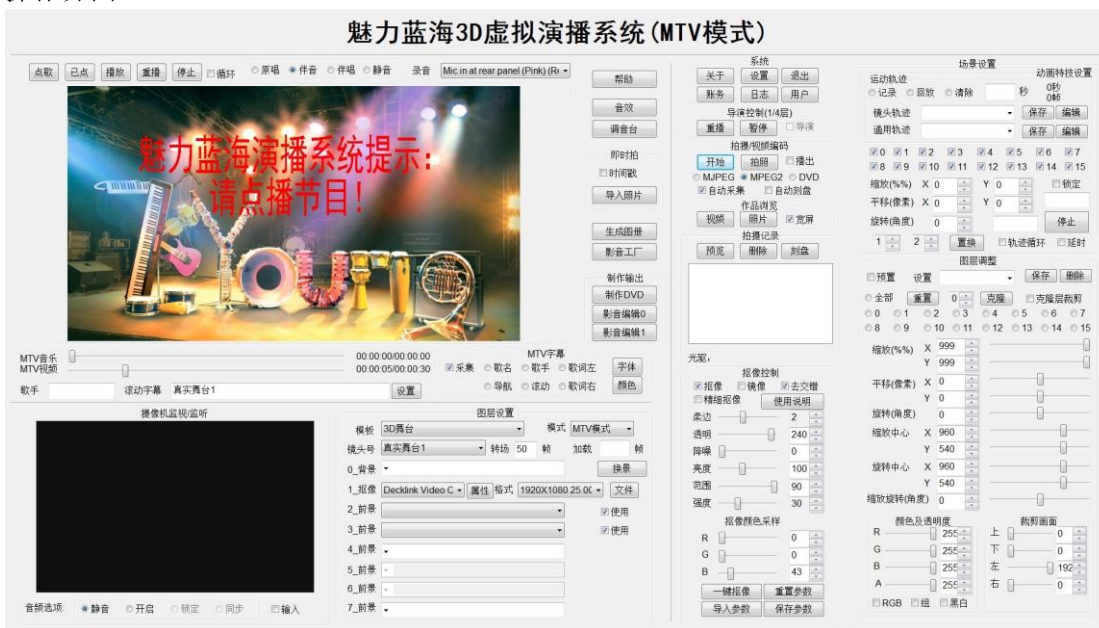 魅力蓝海3D虚拟演播系统(MTV模式)
点歌 已点 播放 重播 停止 循环 原唱 伴音 伴唱 静音 录音 Mic in at rear panel (Pink) (Re
魅力蓝海演播系统提示:
请点播节目!
YOUTO
帮助
音效
调音台
即时拍
时间戳
导入照片
生成图册
影音工厂
制作输出
制作DVD
影音编辑0
影音编辑1
MTV音乐 00:00:00/00:00:00
MTV视频 00:00:05/00:00:30
MTV字幕
采集 歌名 歌手 歌词左 字体
导航 滚动 歌词右 颜色
歌手 滚动字幕 真实舞台1 设置
摄像机监视/监听
音频选项: 静音 开启 锁定 同步 输入
图层设置
模板 3D舞台 模式 MTV模式
镜头号 真实舞台1 转场 50 帧 加载 帧
0_背景 换景
1_抠像 Decklink Video C 属性 格式 1920X1080 25.0( 文件
2_前景 使用
3_前景 使用
4_前景
5_前景
6_前景
7_前景
系统
关于 设置 退出
账务 日志 用户
导演控制(1/4层)
重播 暂停 导演
拍摄/视频编码
开始 拍照 播出
MJPEG MPEG2 DVD
自动采集 自动刻盘
作品浏览
视频 照片 宽屏
拍摄记录
预览 删除 刻盘
光驱,
抠像控制
抠像 镜像 去交错
精细抠像 使用说明
柔边 2
透明 240
降噪 0
亮度 100
范围 90
强度 30
抠像颜色采样
R 0
G 0
B 43
一键抠像 重置参数
导入参数 保存参数
场景设置
运动轨迹 动画特技设置
记录 回放 清除 秒 0秒
0帧
镜头轨迹 保存 编辑
通用轨迹 保存 编辑
0 1 2 3 4 5 6 7
8 9 10 11 12 13 14 15
缩放(%%) X 0 Y 0 锁定
平移(像素) X 0 Y 0
旋转(角度) 0 停止
1 2 置换 轨迹循环 延时
图层调整
预置 设置 保存 删除
全部 重置 0 克隆 克隆层裁剪
0 1 2 3 4 5 6 7
8 9 10 11 12 13 14 15
缩放(%%) X 999
Y 999
平移(像素) X 0
Y 0
旋转(角度) 0
缩放中心 X 960
Y 540
旋转中心 X 960
Y 540
缩放旋转(角度) 0
颜色及透明度
R 255
G 255
B 255
A 255
RGB 组 黑白
裁剪画面
上 0
下 0
左 192
右 0